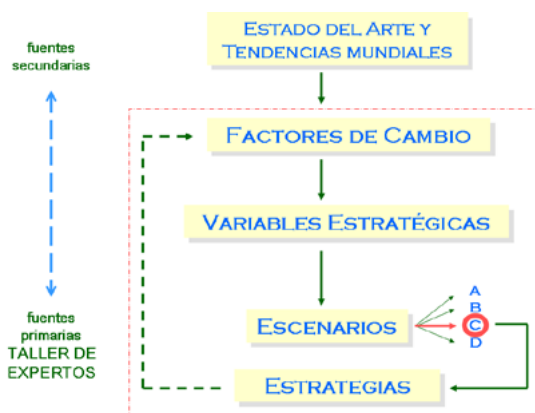 ESTADO DEL ARTE Y
TENDENCIAS MUNDIALES
fuentes
secundarias
FACTORES DE CAMBIO
VARIABLES ESTRATÉGICAS
ESCENARIOS
A
B
C
D
fuentes
primarias
TALLER DE
EXPERTOS
ESTRATEGIAS